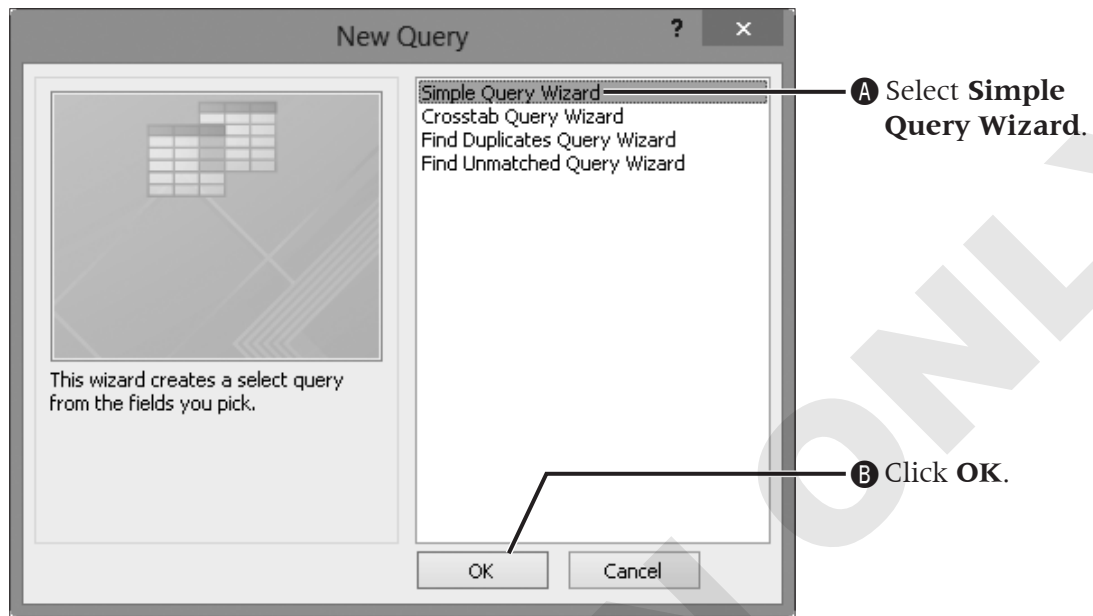 New Query
? ×
Simple Query Wizard
Crosstab Query Wizard
Find Duplicates Query Wizard
Find Unmatched Query Wizard
This wizard creates a select query
from the fields you pick.
OK
Cancel
A Select Simple
Query Wizard.
B Click OK.
N ONLY